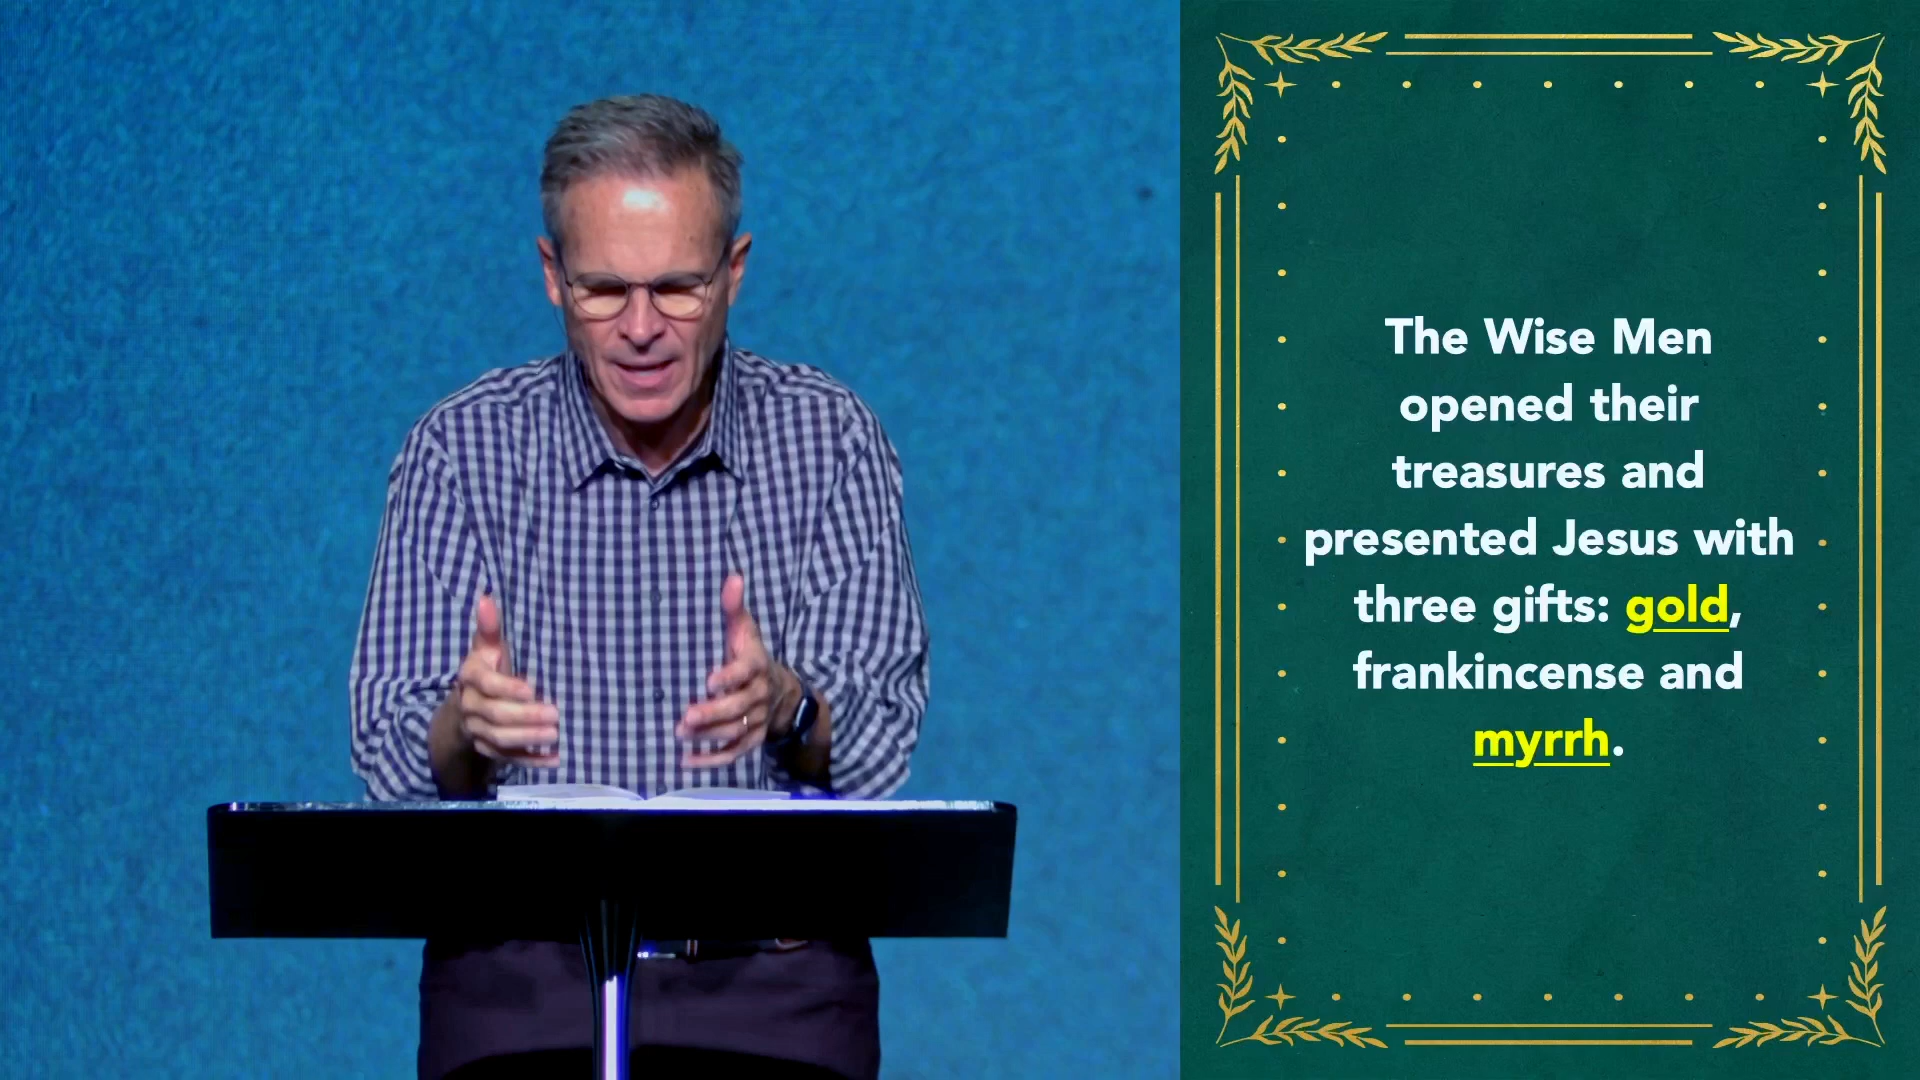 The Wise Men
opened their
treasures and
presented Jesus with
three gifts: gold,
frankincense and
myrrh.